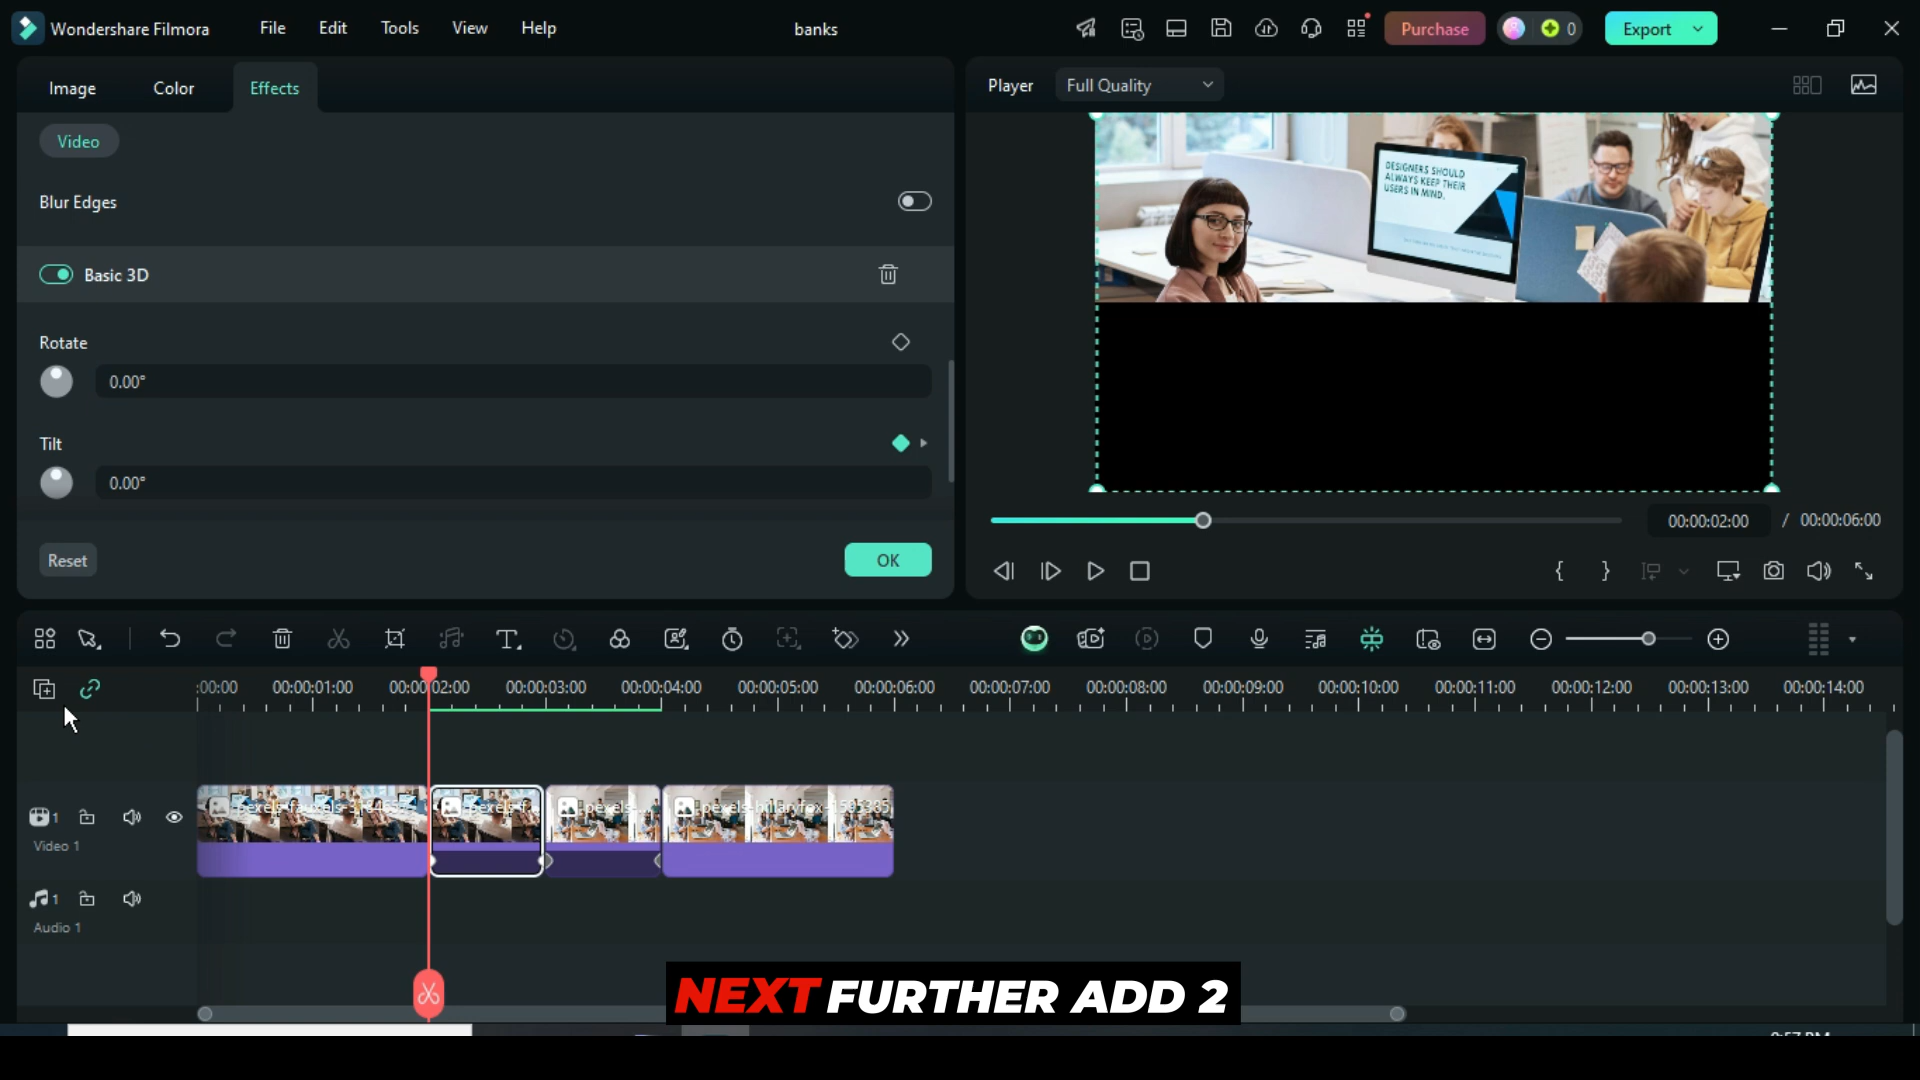 Wondershare Filmora File Edit Tools View Help banks Purchase 0 Export
Image Color Effects
Player Full Quality
Video
Blur Edges
Basic 3D
Rotate
0.00°
Tilt
0.00°
Reset OK
DESIGNERS SHOULD
ALWAYS KEEP THEIR
USERS IN MIND.
00:00:02:00 / 00:00:06:00
:00:00 00:00:01:00 00:00:02:00 00:00:03:00 00:00:04:00 00:00:05:00 00:00:06:00 00:00:07:00 00:00:08:00 00:00:09:00 00:00:10:00 00:00:11:00 00:00:12:00 00:00:13:00 00:00:14:00
1
Video 1
1
Audio 1
NEXT FURTHER ADD 2